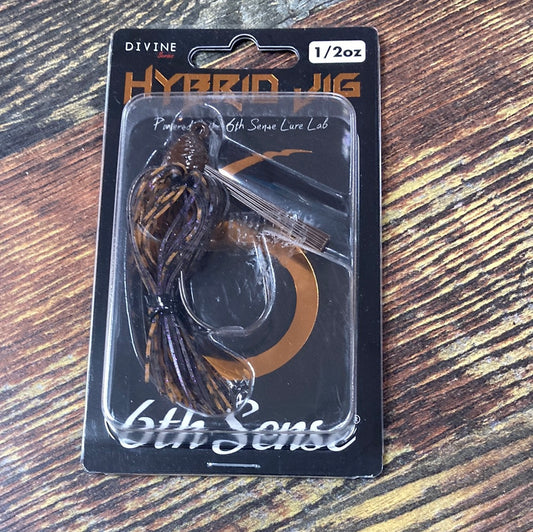 DIVINE
Series
1/2oz
HYBRID JIG
Powered by the 6th Sense Lure Lab
6th Sense®